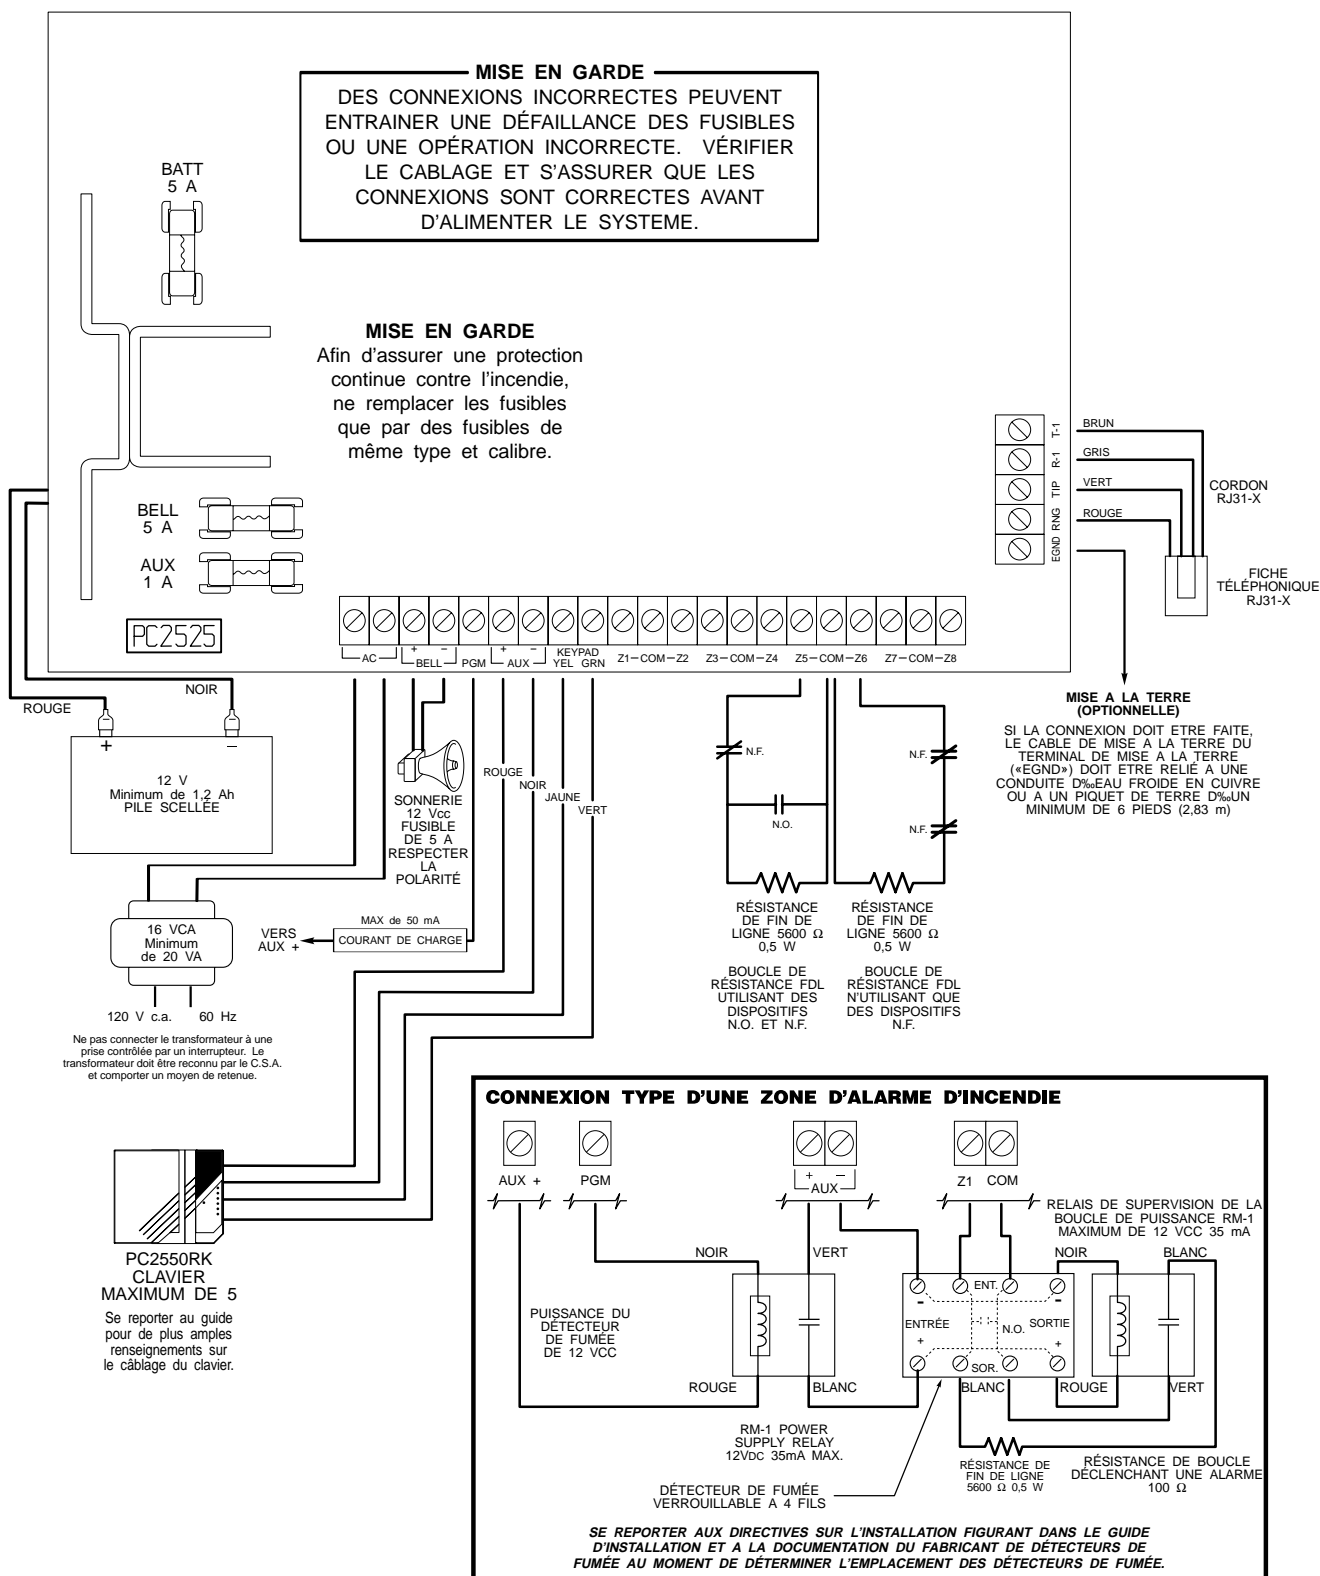 MISE EN GARDE
DES CONNEXIONS INCORRECTES PEUVENT
ENTRAINER UNE DÉFAILLANCE DES FUSIBLES
OU UNE OPÉRATION INCORRECTE. VÉRIFIER
LE CABLAGE ET S'ASSURER QUE LES
CONNEXIONS SONT CORRECTES AVANT
D'ALIMENTER LE SYSTEME.
BATT
5 A
MISE EN GARDE
Afin d'assurer une protection
continue contre l'incendie,
ne remplacer les fusibles
que par des fusibles de
même type et calibre.
BELL
5 A
AUX
1 A
PC2525
T-1
R-1
TIP
RNG
EGND
BRUN
GRIS
VERT
ROUGE
CORDON
RJ31-X
FICHE
TÉLÉPHONIQUE
RJ31-X
AC
+ BELL −
PGM
+ AUX −
KEYPAD
YEL GRN
Z1−COM−Z2
Z3−COM−Z4
Z5−COM−Z6
Z7−COM−Z8
ROUGE
NOIR
+ −
12 V
Minimum de 1,2 Ah
PILE SCELLÉE
SONNERIE
12 Vcc
FUSIBLE
DE 5 A
RESPECTER
LA
POLARITÉ
ROUGE
NOIR
JAUNE
VERT
MISE A LA TERRE
(OPTIONNELLE)
SI LA CONNEXION DOIT ETRE FAITE,
LE CABLE DE MISE A LA TERRE DU
TERMINAL DE MISE A LA TERRE
(«EGND») DOIT ETRE RELIÉ A UNE
CONDUITE D‰EAU FROIDE EN CUIVRE
OU A UN PIQUET DE TERRE D‰UN
MINIMUM DE 6 PIEDS (2,83 m)
N.F.
N.O.
N.F.
N.F.
RÉSISTANCE
DE FIN DE
LIGNE 5600 Ω
0,5 W
BOUCLE DE
RÉSISTANCE FDL
UTILISANT DES
DISPOSITIFS
N.O. ET N.F.
RÉSISTANCE
DE FIN DE
LIGNE 5600 Ω
0,5 W
BOUCLE DE
RÉSISTANCE FDL
N'UTILISANT QUE
DES DISPOSITIFS
N.F.
16 VCA
Minimum
de 20 VA
VERS
AUX +
MAX de 50 mA
COURANT DE CHARGE
120 V c.a. 60 Hz
Ne pas connecter le transformateur à une
prise contrôlée par un interrupteur. Le
transformateur doit être reconnu par le C.S.A.
et comporter un moyen de retenue.
PC2550RK
CLAVIER
MAXIMUM DE 5
Se reporter au guide
pour de plus amples
renseignements sur
le câblage du clavier.
CONNEXION TYPE D'UNE ZONE D'ALARME D'INCENDIE
AUX +
PGM
+ AUX −
Z1 COM
RELAIS DE SUPERVISION DE LA
BOUCLE DE PUISSANCE RM-1
MAXIMUM DE 12 VCC 35 mA
NOIR
VERT
NOIR
BLANC
PUISSANCE DU
DÉTECTEUR
DE FUMÉE
DE 12 VCC
ENT.
− −
ENTRÉE
N.O.
SORTIE
+ +
SOR.
ROUGE
BLANC
BLANC
ROUGE
VERT
RM-1 POWER
SUPPLY RELAY
12VDC 35mA MAX.
RÉSISTANCE DE
FIN DE LIGNE
5600 Ω 0,5 W
RÉSISTANCE DE BOUCLE
DÉCLENCHANT UNE ALARME
100 Ω
DÉTECTEUR DE FUMÉE
VERROUILLABLE A 4 FILS
SE REPORTER AUX DIRECTIVES SUR L'INSTALLATION FIGURANT DANS LE GUIDE
D'INSTALLATION ET A LA DOCUMENTATION DU FABRICANT DE DÉTECTEURS DE
FUMÉE AU MOMENT DE DÉTERMINER L'EMPLACEMENT DES DÉTECTEURS DE FUMÉE.